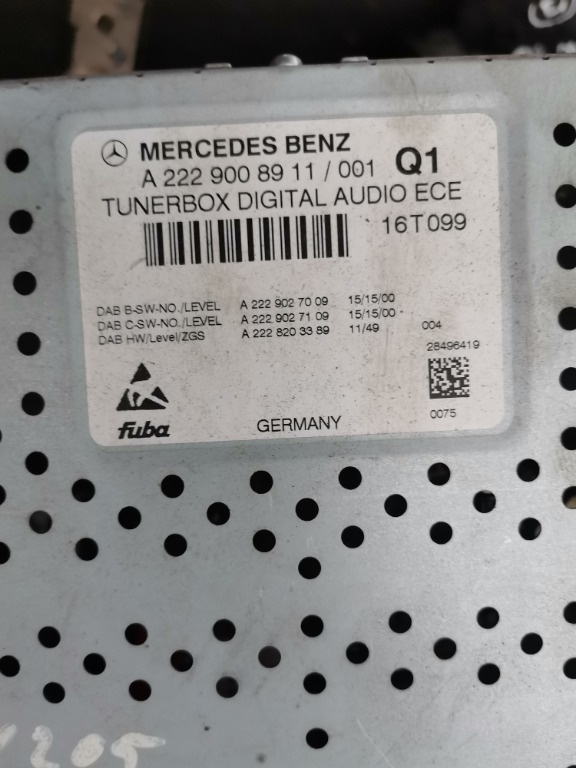 MERCEDES BENZ
A 222 900 89 11 / 001 Q1
TUNERBOX DIGITAL AUDIO ECE
16T099
DAB B-SW-NO./LEVEL A 222 902 70 09 15/15/00
DAB C-SW-NO./LEVEL A 222 902 71 09 15/15/00
DAB HW/Level/ZGS A 222 820 33 89 11/49 004
28496419
0075
fuba GERMANY
205